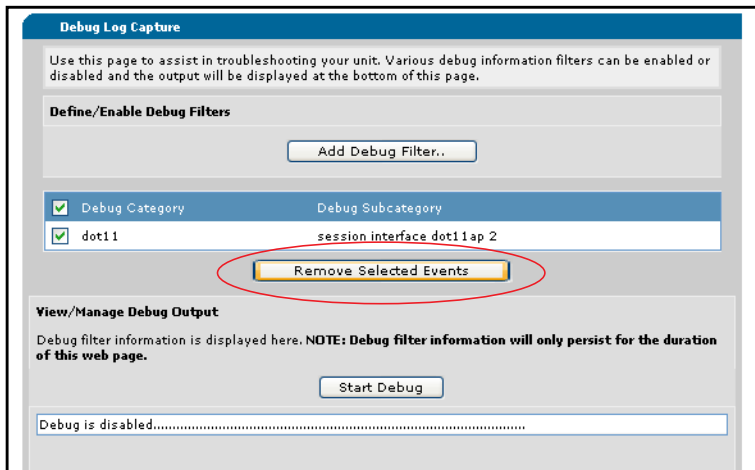 Debug Log Capture
Use this page to assist in troubleshooting your unit. Various debug information filters can be enabled or
disabled and the output will be displayed at the bottom of this page.
Define/Enable Debug Filters
Add Debug Filter..
Debug Category Debug Subcategory
dot11 session interface dot11ap 2
Remove Selected Events
View/Manage Debug Output
Debug filter information is displayed here. NOTE: Debug filter information will only persist for the duration
of this web page.
Start Debug
Debug is disabled.................................................................................................